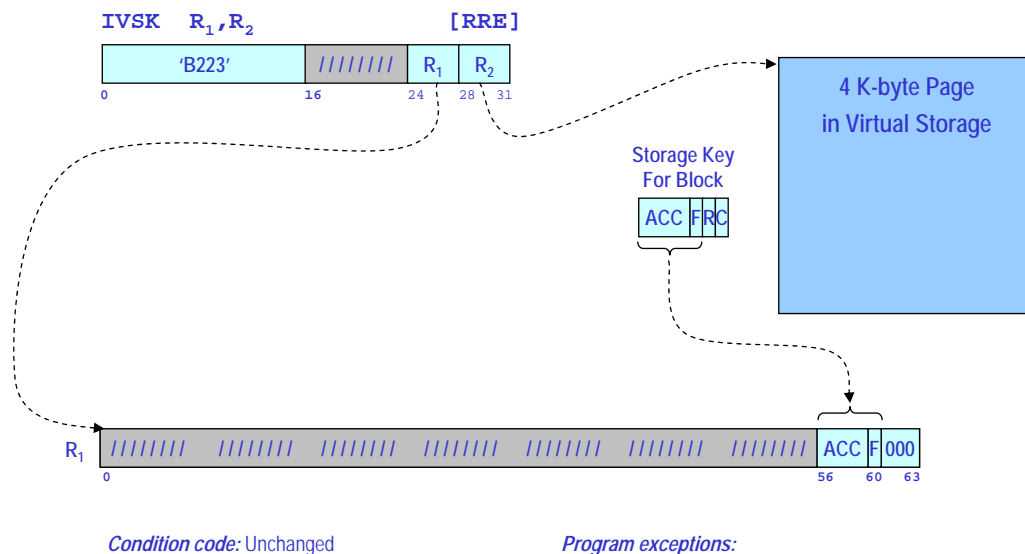 IVSK R1,R2 [RRE]
'B223' //////// R1 R2
0 16 24 28 31
4 K-byte Page
in Virtual Storage
Storage Key
For Block
ACC F R C
R1 //////// //////// //////// //////// //////// //////// //////// ACC F 000
0 56 60 63
Condition code: Unchanged Program exceptions: